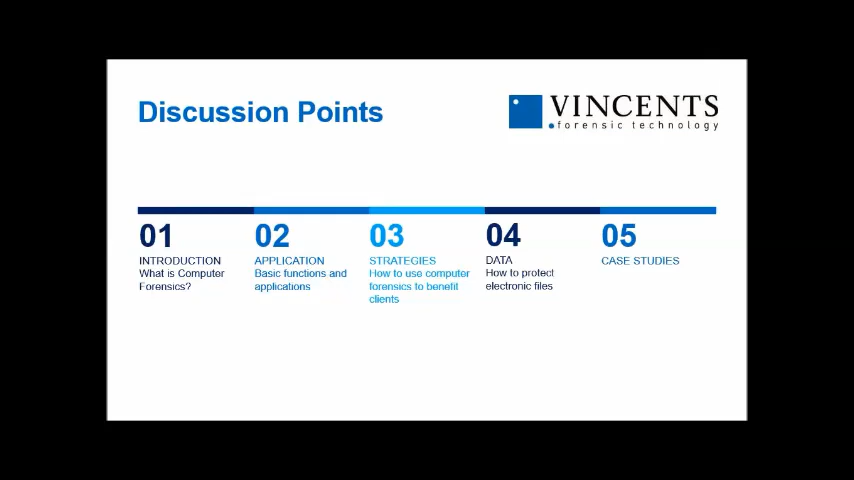 Discussion Points
VINCENTS
forensic technology
01
INTRODUCTION
What is Computer
Forensics?
02
APPLICATION
Basic functions and
applications
03
STRATEGIES
How to use computer
forensics to benefit
clients
04
DATA
How to protect
electronic files
05
CASE STUDIES